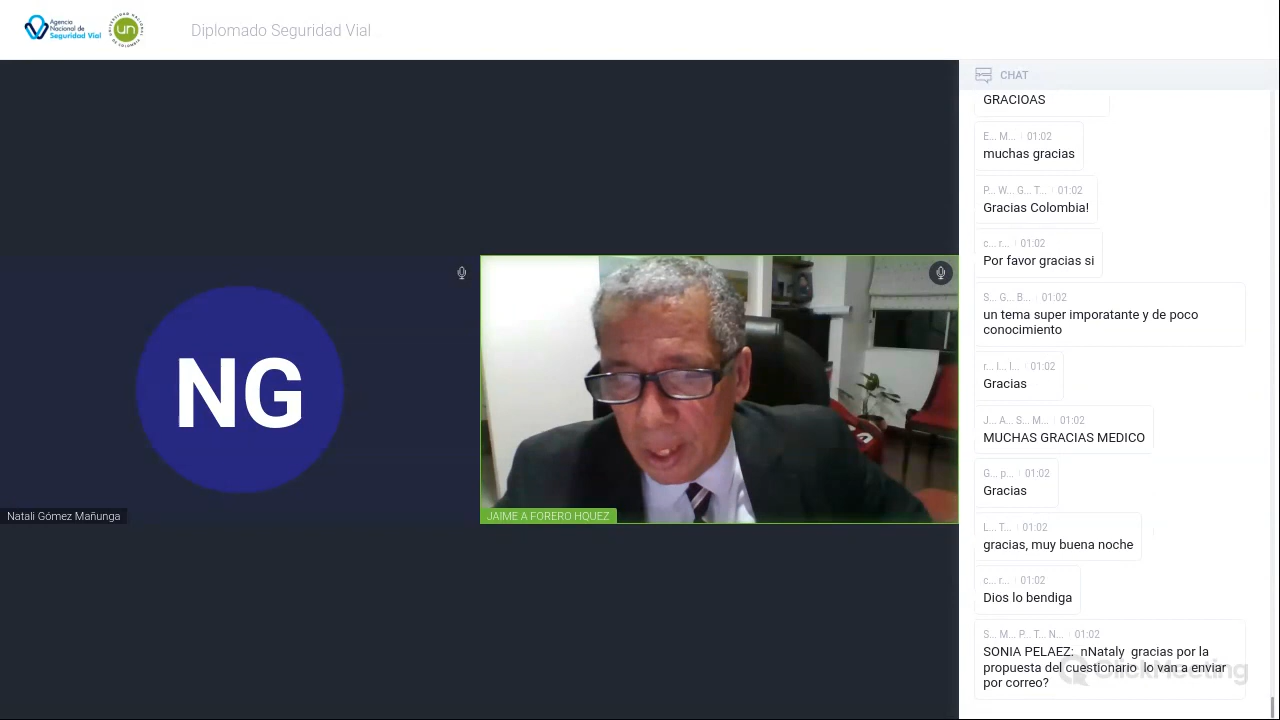 Agencia
Nacional de
Seguridad Vial
UNIVERSIDAD NACIONAL
DE COLOMBIA
un
Diplomado Seguridad Vial
NG
Natali Gómez Mañunga
JAIME A FORERO HQUEZ
CHAT
GRACIOAS
E... M... 01:02
muchas gracias
P... W... G... T... 01:02
Gracias Colombia!
c... r... 01:02
Por favor gracias si
S... G... B... 01:02
un tema super imporatante y de poco
conocimiento
r... I... I... 01:02
Gracias
J... A... S... M... 01:02
MUCHAS GRACIAS MEDICO
G... p... 01:02
Gracias
L... T... 01:02
gracias, muy buena noche
c... r... 01:02
Dios lo bendiga
S... M... P... T... N... 01:02
SONIA PELAEZ: nNataly gracias por la
propuesta del cuestionario lo van a enviar
por correo?
ClickMeeting